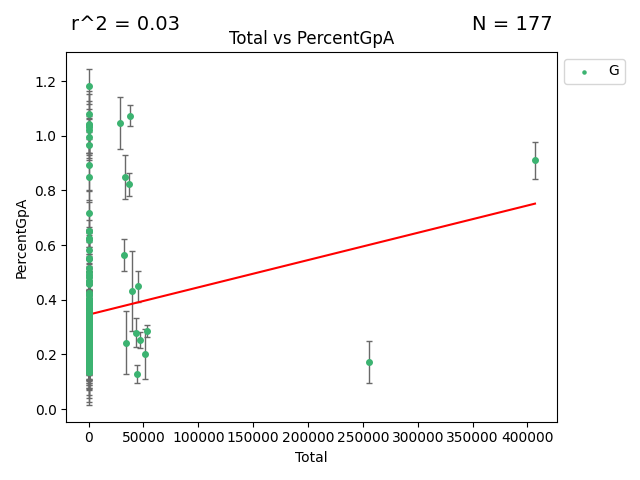 r^2 = 0.03
N = 177
Total vs PercentGpA
G
1.2
1.0
0.8
0.6
0.4
0.2
0.0
PercentGpA
0 50000 100000 150000 200000 250000 300000 350000 400000
Total